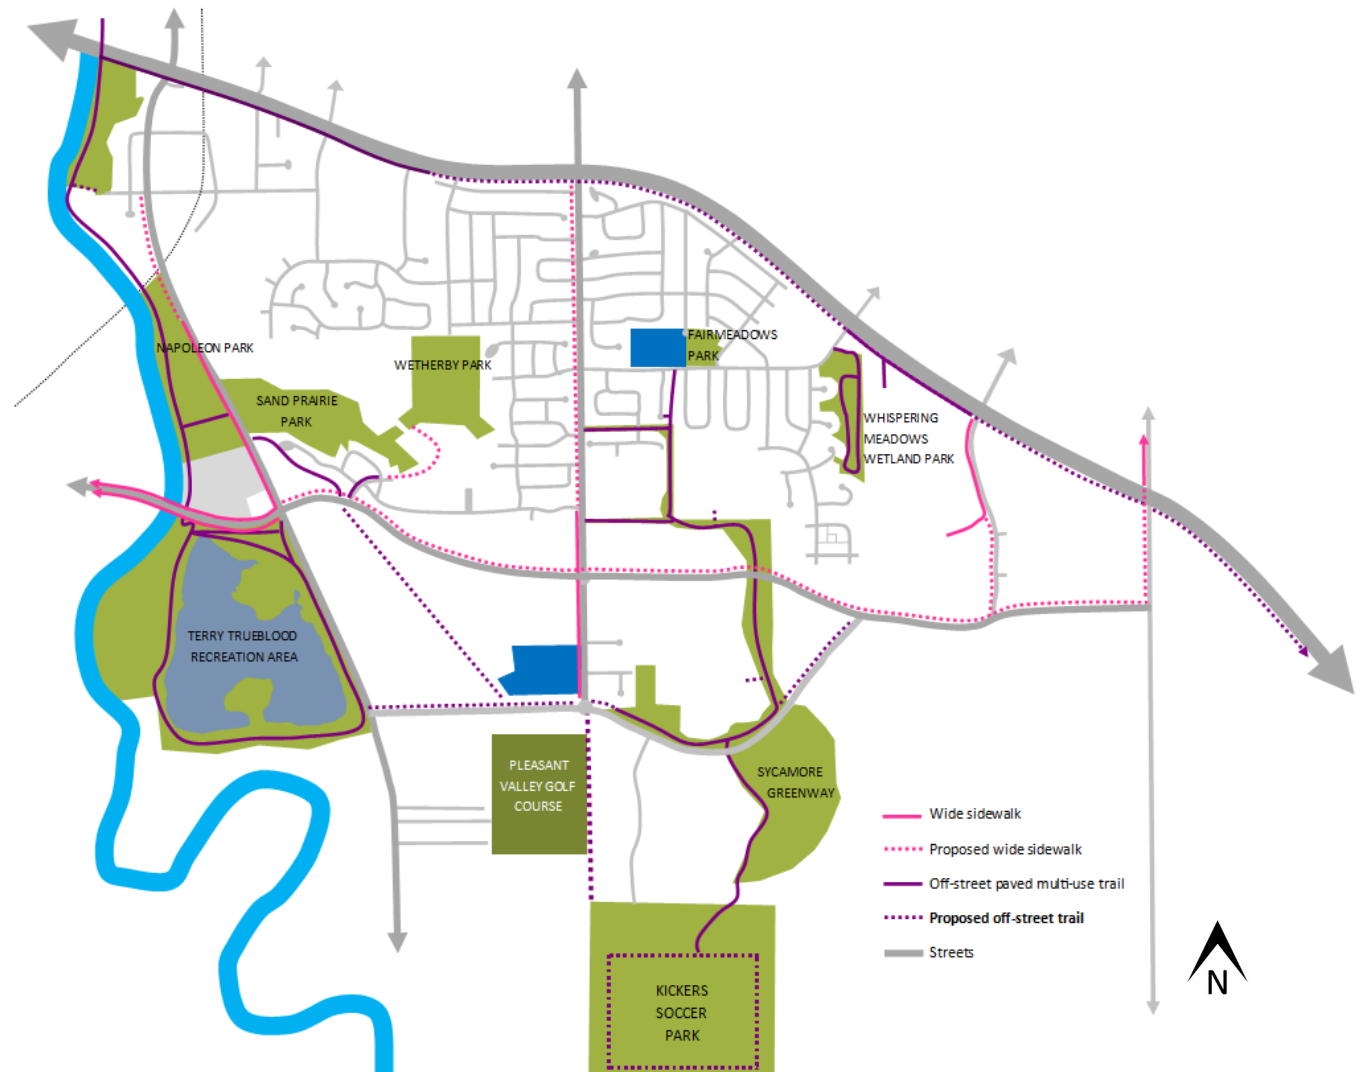 NAPOLEON PARK
FAIRMEADOWS
PARK
WETHERBY PARK
SAND PRAIRIE
PARK
WHISPERING
MEADOWS
WETLAND PARK
TERRY TRUEBLOOD
RECREATION AREA
PLEASANT
VALLEY GOLF
COURSE
SYCAMORE
GREENWAY
KICKERS
SOCCER
PARK
Wide sidewalk
Proposed wide sidewalk
Off-street paved multi-use trail
Proposed off-street trail
Streets
N